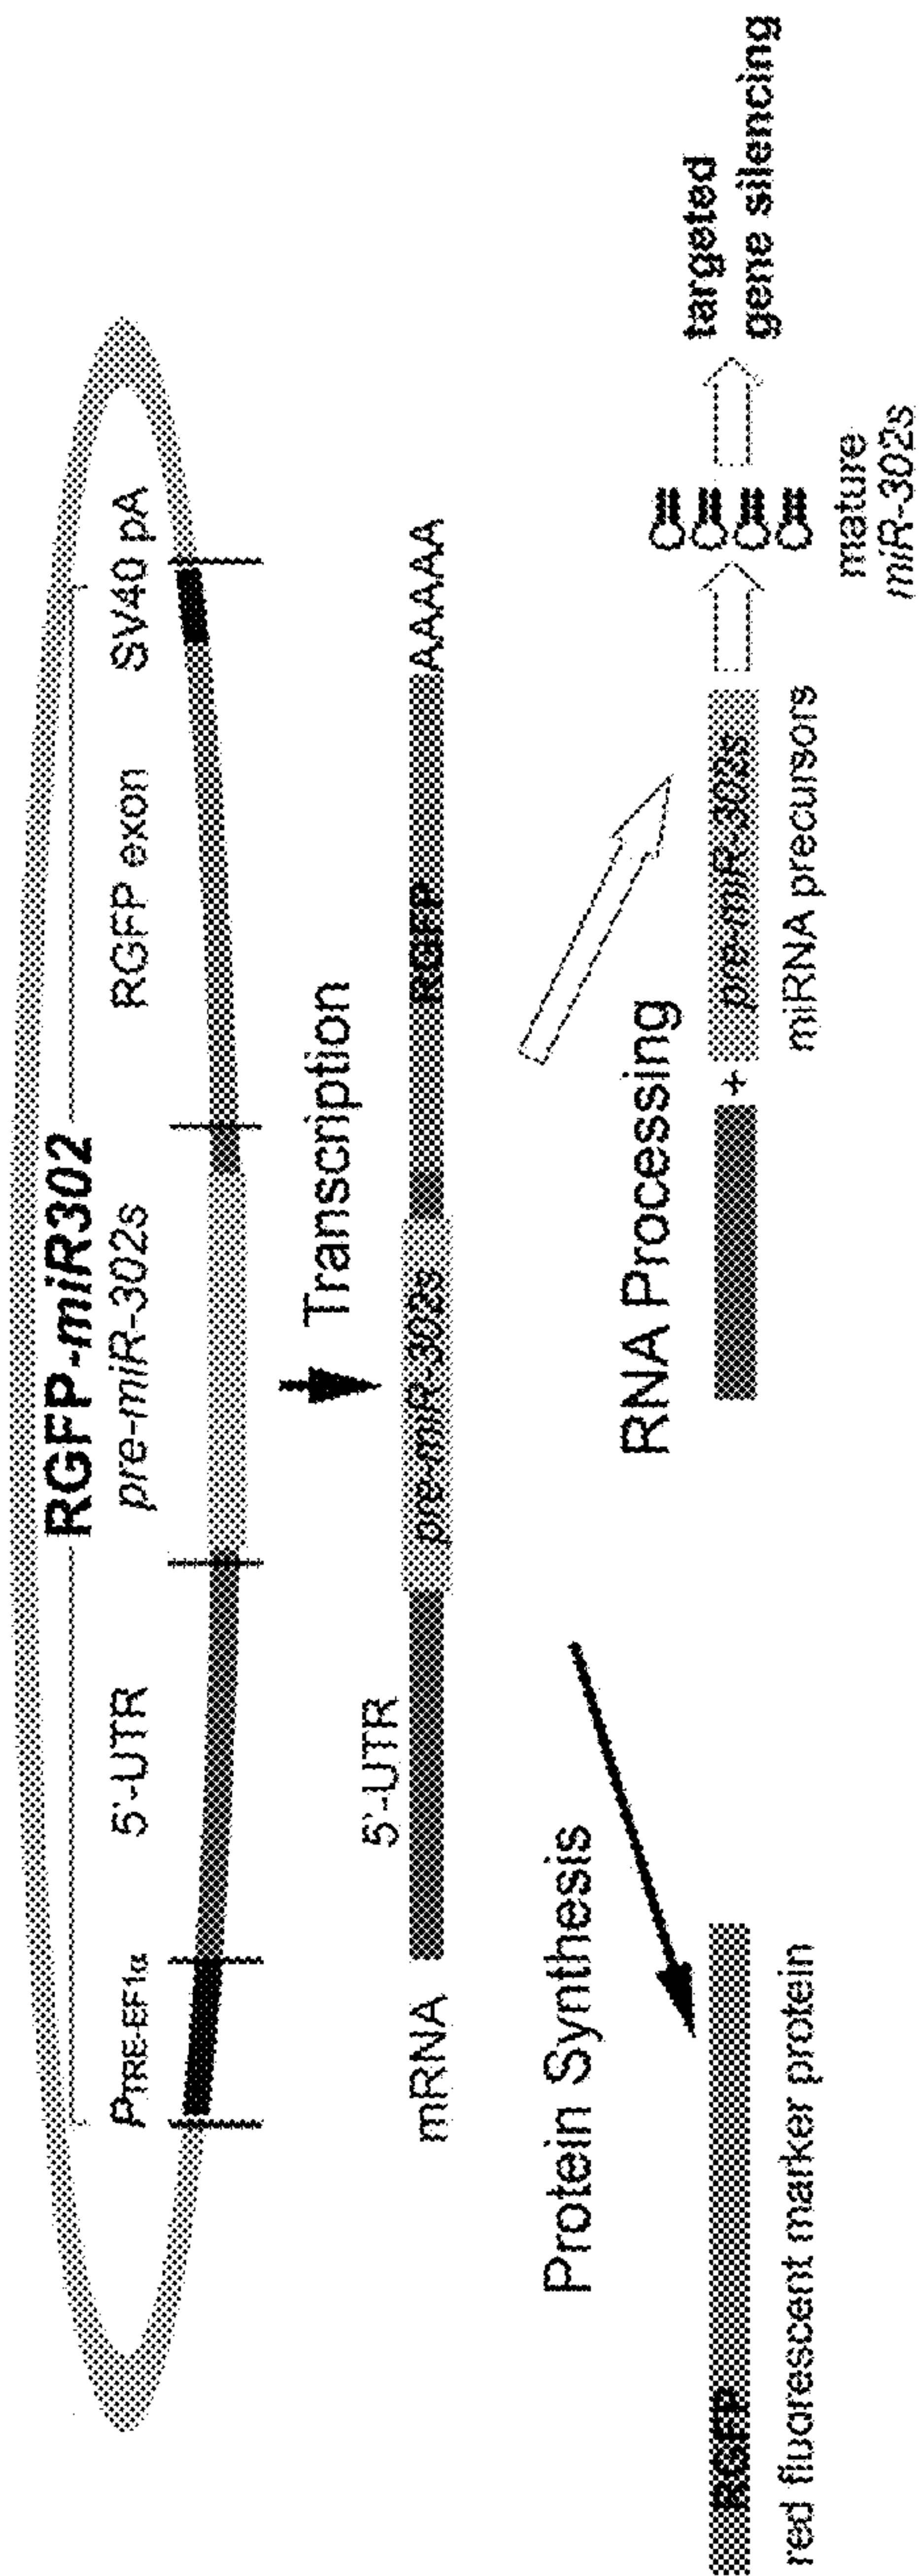 RGFP-miR302
PTRE-EF1α 5'-UTR pre-miR-302s RGFP exon SV40 pA
Transcription
5'-UTR
mRNA pre-miR-302s RGFP AAAAA
Protein Synthesis
RNA Processing
RGFP
red fluorescent marker protein
+ pre-miR-302s
miRNA precursors
mature
miR-302s
targeted
gene silencing